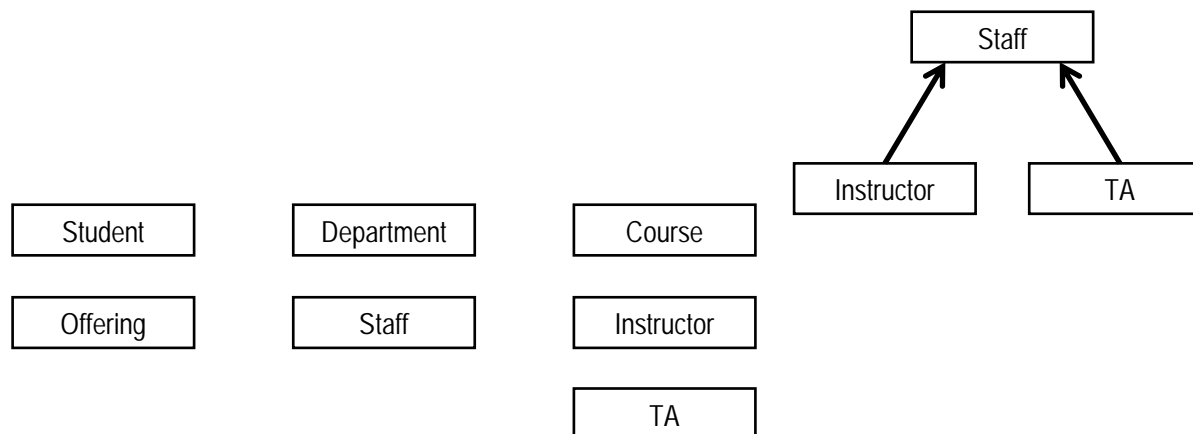 Staff
Instructor
TA
Student
Department
Course
Offering
Staff
Instructor
TA